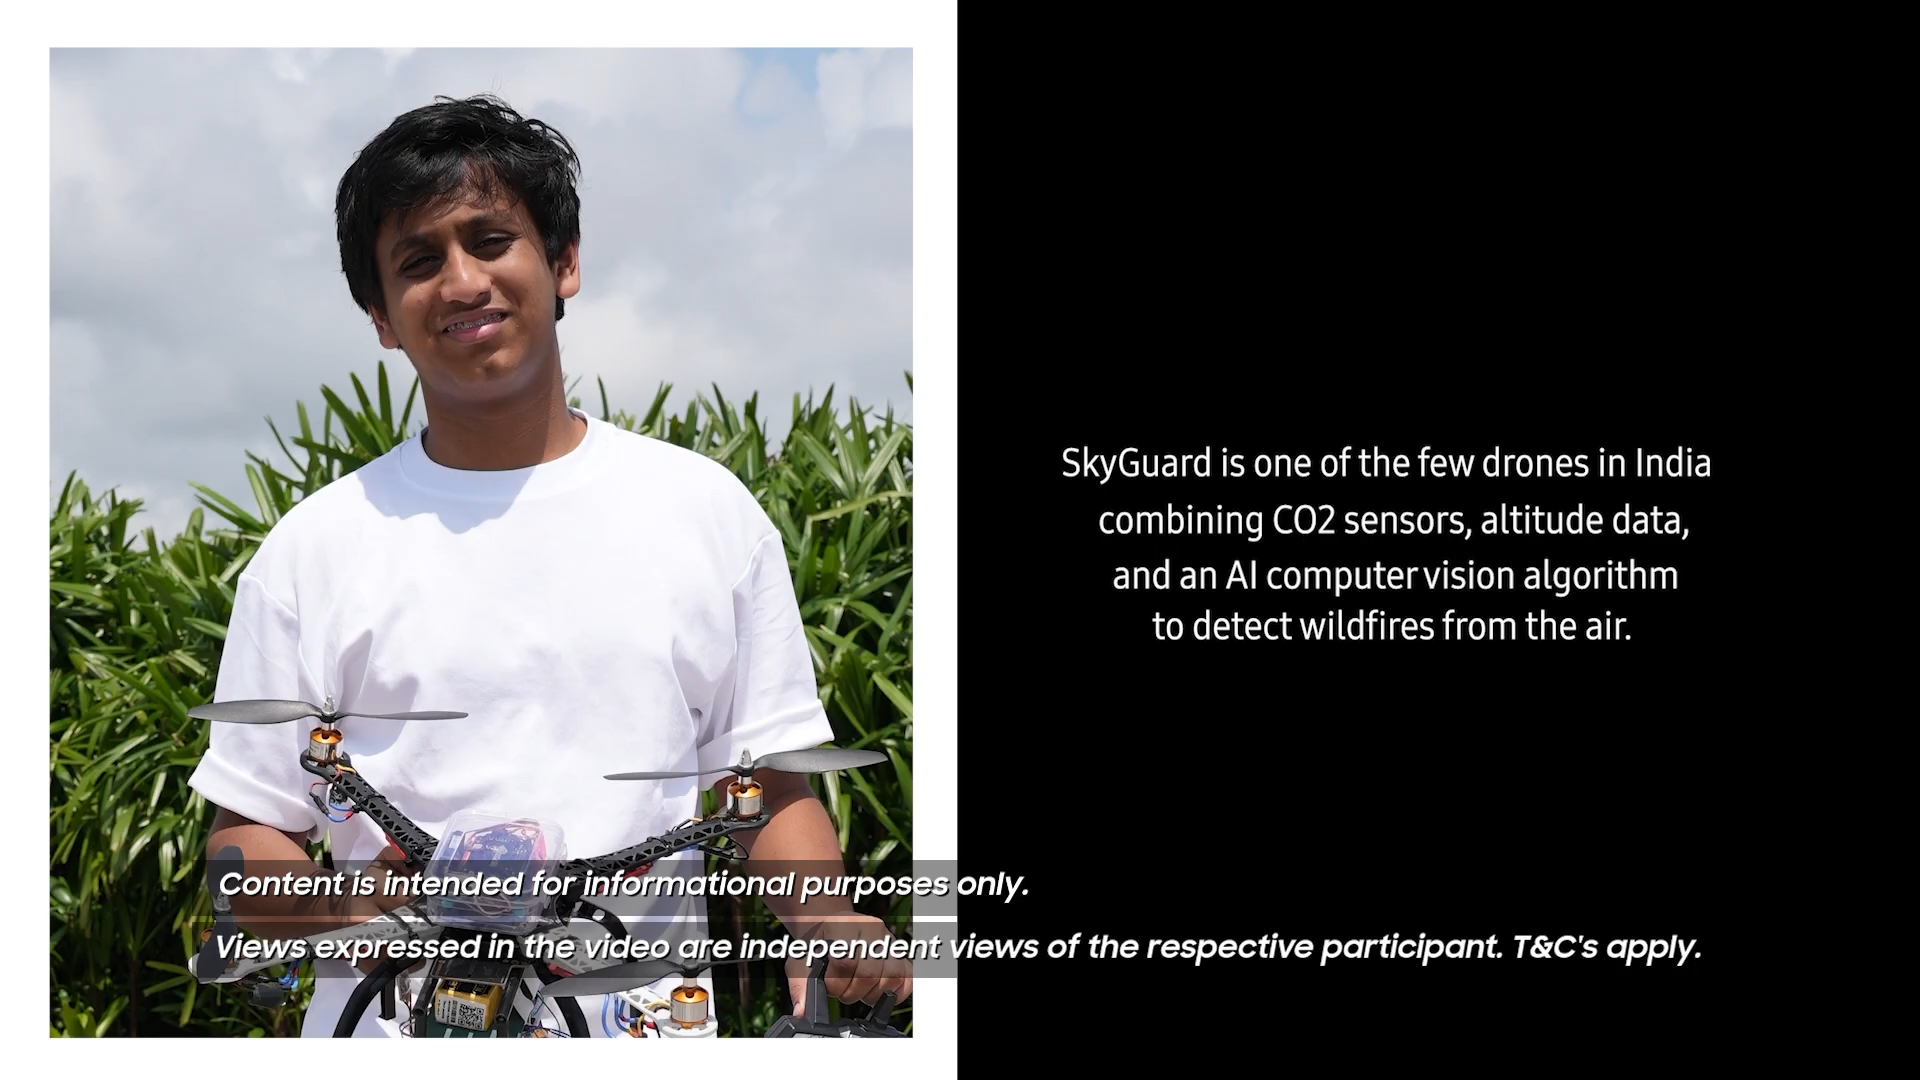 SkyGuard is one of the few drones in India
combining CO2 sensors, altitude data,
and an AI computer vision algorithm
to detect wildfires from the air.
Content is intended for informational purposes only.
Views expressed in the video are independent views of the respective participant. T&C's apply.